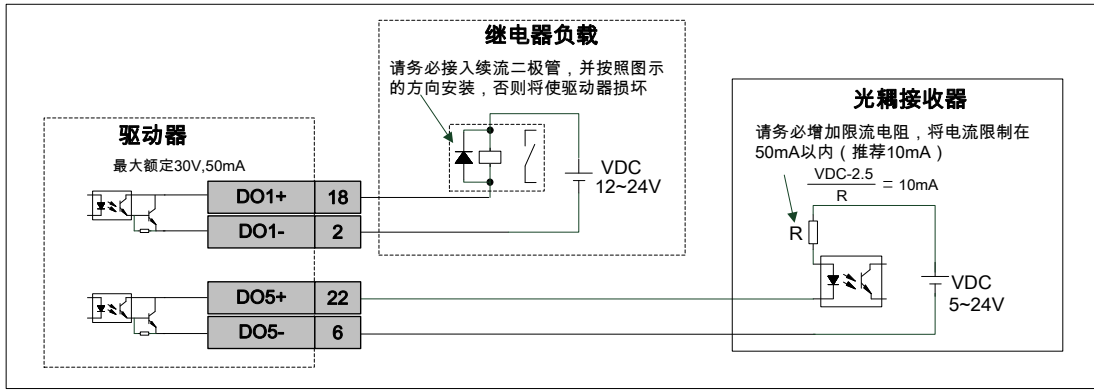 继电器负载
请务必接入续流二极管，并按照图示
的方向安装，否则将使驱动器损坏
VDC
12~24V
驱动器
最大额定30V,50mA
DO1+ 18
DO1- 2
DO5+ 22
DO5- 6
光耦接收器
请务必增加限流电阻，将电流限制在
50mA以内（推荐10mA）
VDC-2.5
R
= 10mA
R
VDC
5~24V